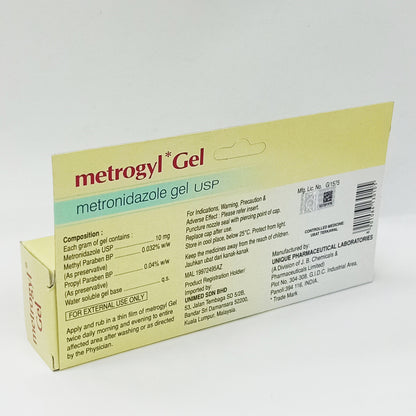 metrogyl* Gel
metronidazole gel USP
Composition :
Each gram of gel contains :
Metronidazole USP 10 mg
Methyl Paraben BP 0.032% w/w
(As preservative)
Propyl Paraben BP 0.04% w/w
(As preservative)
Water soluble gel base q.s.
FOR EXTERNAL USE ONLY
Apply and rub in a thin film of metrogyl Gel
twice daily morning and evening to entire
affected area after washing or as directed
by the Physician.
For Indications, Warning, Precaution &
Adverse Effect : Please refer insert.
Puncture nozzle seal with piercing point of cap.
Replace cap after use.
Store in cool place, below 25°C. Protect from light.
Keep the medicines away from the reach of children.
Jauhkan ubat dari kanak-kanak
MAL 19972495AZ
Product Registration Holder:
UNIMED SDN BHD
53, Jalan Tembaga SD 5/2B,
Bandar Sri Damansara 52200,
Kuala Lumpur, Malaysia.
Mfg. Lic. No. G/1575
CONTROLLED MEDICINE
UBAT TERKAWAL
Manufactured by:
UNIQUE PHARMACEUTICAL LABORATORIES
(A Division of J. B. Chemicals &
Pharmaceuticals Limited)
Plot No. 304-308, G.I.D.C. Industrial Area,
Panoli 394 116, INDIA.
* Trade Mark
metrogyl*
Gel